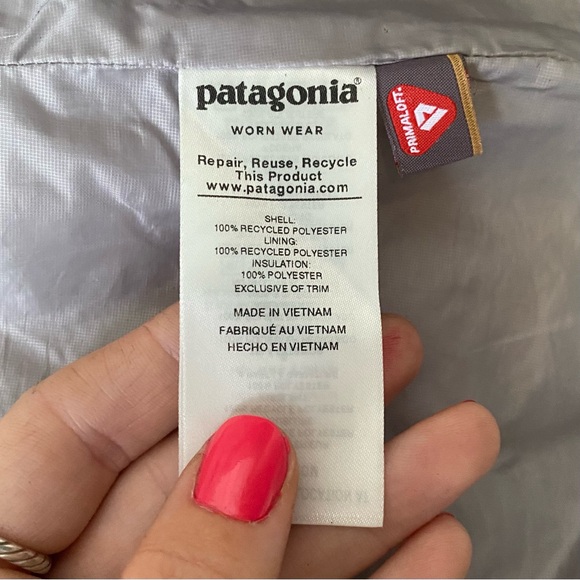 patagonia®
WORN WEAR
Repair, Reuse, Recycle
This Product
www.patagonia.com
SHELL:
100% RECYCLED POLYESTER
LINING:
100% RECYCLED POLYESTER
INSULATION:
100% POLYESTER
EXCLUSIVE OF TRIM
MADE IN VIETNAM
FABRIQUÉ AU VIETNAM
HECHO EN VIETNAM
PRIMALOFT®